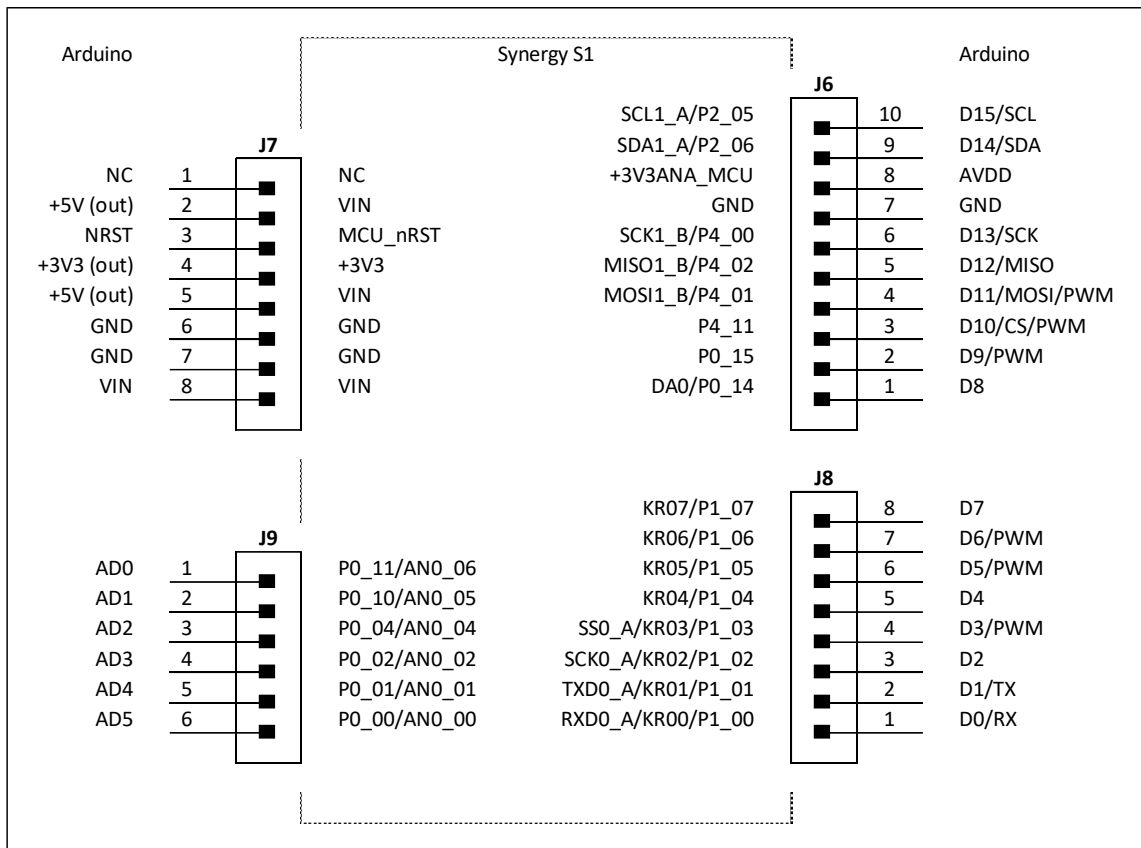 Arduino Synergy S1 Arduino
J6
SCL1_A/P2_05 10 D15/SCL
SDA1_A/P2_06 9 D14/SDA
+3V3ANA_MCU 8 AVDD
GND 7 GND
SCK1_B/P4_00 6 D13/SCK
MISO1_B/P4_02 5 D12/MISO
MOSI1_B/P4_01 4 D11/MOSI/PWM
P4_11 3 D10/CS/PWM
P0_15 2 D9/PWM
DA0/P0_14 1 D8
J7
NC 1 NC
+5V (out) 2 VIN
NRST 3 MCU_nRST
+3V3 (out) 4 +3V3
+5V (out) 5 VIN
GND 6 GND
GND 7 GND
VIN 8 VIN
J8
KR07/P1_07 8 D7
KR06/P1_06 7 D6/PWM
KR05/P1_05 6 D5/PWM
KR04/P1_04 5 D4
SS0_A/KR03/P1_03 4 D3/PWM
SCK0_A/KR02/P1_02 3 D2
TXD0_A/KR01/P1_01 2 D1/TX
RXD0_A/KR00/P1_00 1 D0/RX
J9
AD0 1 P0_11/AN0_06
AD1 2 P0_10/AN0_05
AD2 3 P0_04/AN0_04
AD3 4 P0_02/AN0_02
AD4 5 P0_01/AN0_01
AD5 6 P0_00/AN0_00